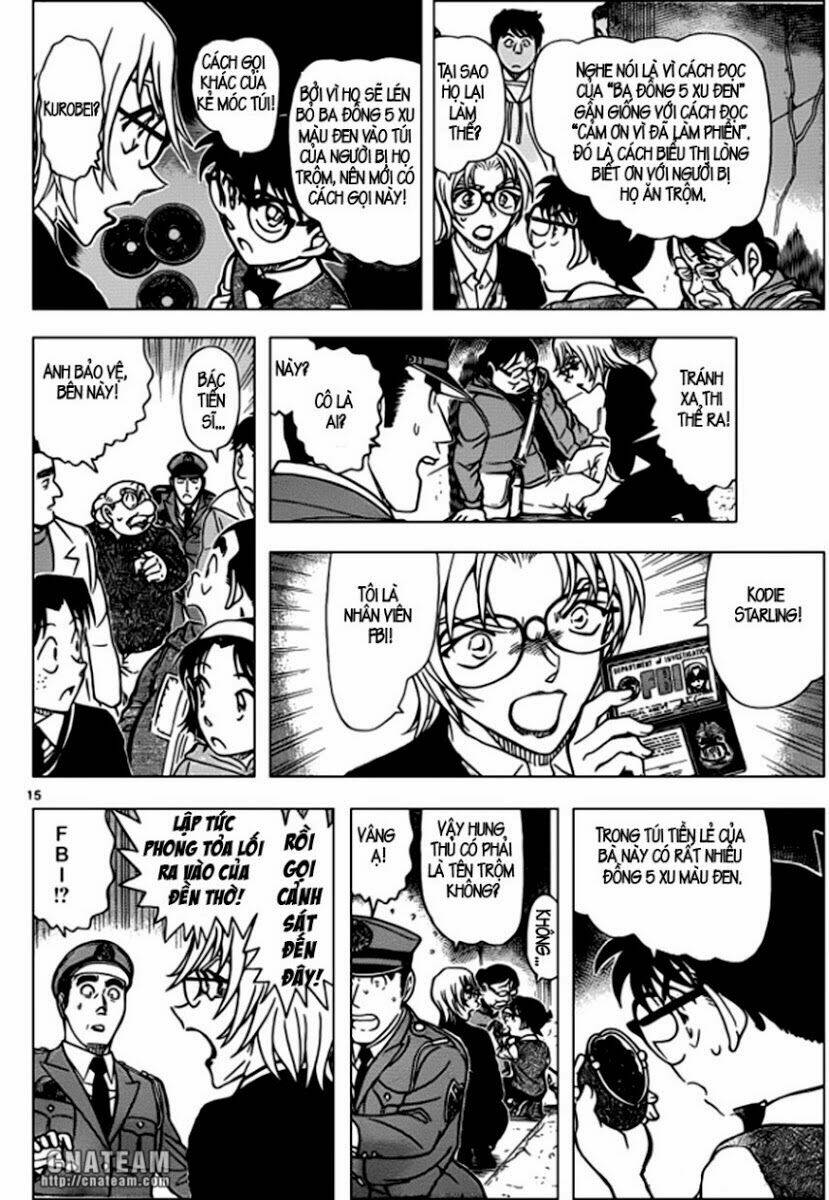 KUROBEI?
CÁCH GỌI
KHÁC CỦA
KẺ MÓC TÚI!
BỞI VÌ HỌ SẼ LÉN
BỎ BA ĐỒNG 5 XU
MÀU ĐEN VÀO TÚI
CỦA NGƯỜI BỊ HỌ
TRỘM, NÊN MỚI CÓ
CÁCH GỌI NÀY!
TẠI SAO
HỌ LẠI
LÀM
THẾ?
NGHE NÓI LÀ VÌ CÁCH ĐỌC
CỦA "BA ĐỒNG 5 XU ĐEN"
GẦN GIỐNG VỚI CÁCH ĐỌC
"CẢM ƠN VÌ ĐÃ LÀM PHIỀN".
ĐÓ LÀ CÁCH BIỂU THỊ LÒNG
BIẾT ƠN VỚI NGƯỜI BỊ
HỌ ĂN TRỘM.
ANH BẢO VỆ,
BÊN NÀY!
BÁC
TIẾN
SĨ...
NÀY?
CÔ LÀ
AI?
TRÁNH
XA THI
THỂ RA!
TÔI LÀ
NHÂN VIÊN
FBI!
KODIE
STARLING!
DEPARTMENT of INVESTIGATION
FBI
15
FBI!?
LẬP TỨC
PHONG TỎA LỐI
RA VÀO CỦA
ĐỀN THỜ!
RỒI
GỌI
CẢNH
SÁT
ĐẾN
ĐÂY!
VÂNG
Ạ!
VẬY HUNG
THỦ CÓ PHẢI
LÀ TÊN TRỘM
KHÔNG?
KHÔNG...
TRONG TÚI TIỀN LẺ CỦA
BÀ NÀY CÓ RẤT NHIỀU
ĐỒNG 5 XU MÀU ĐEN.
CNATEAM
http://cnateam.com